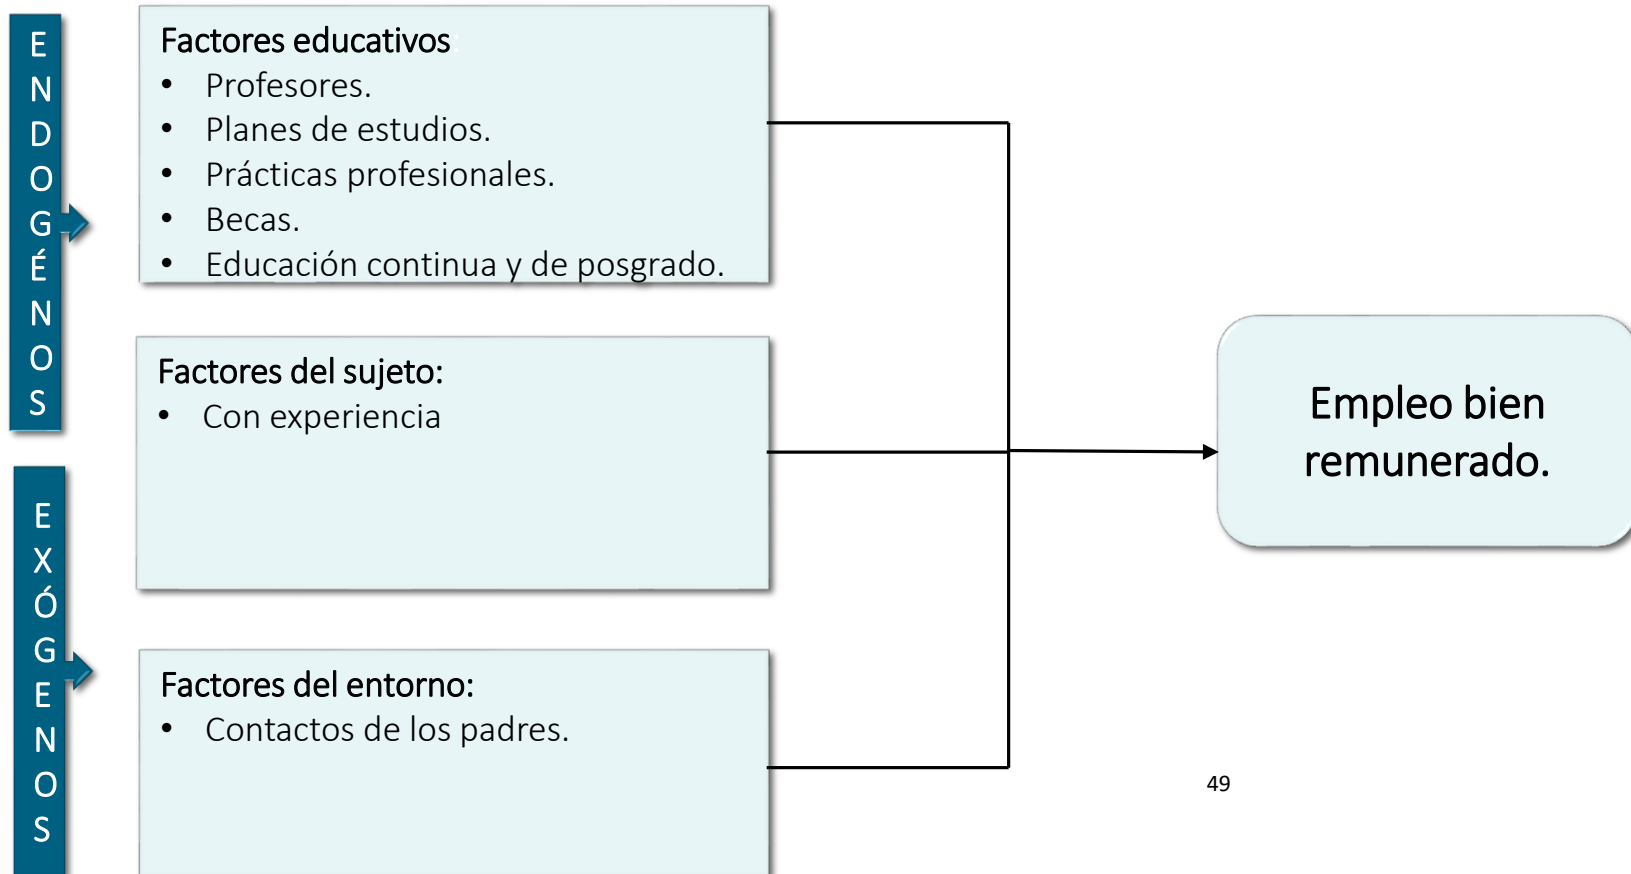 ENDOGÉNOS
Factores educativos:
• Profesores.
• Planes de estudios.
• Prácticas profesionales.
• Becas.
• Educación continua y de posgrado.
Factores del sujeto:
• Con experiencia
Empleo bien
remunerado.
EXÓGENOS
Factores del entorno:
• Contactos de los padres.
49